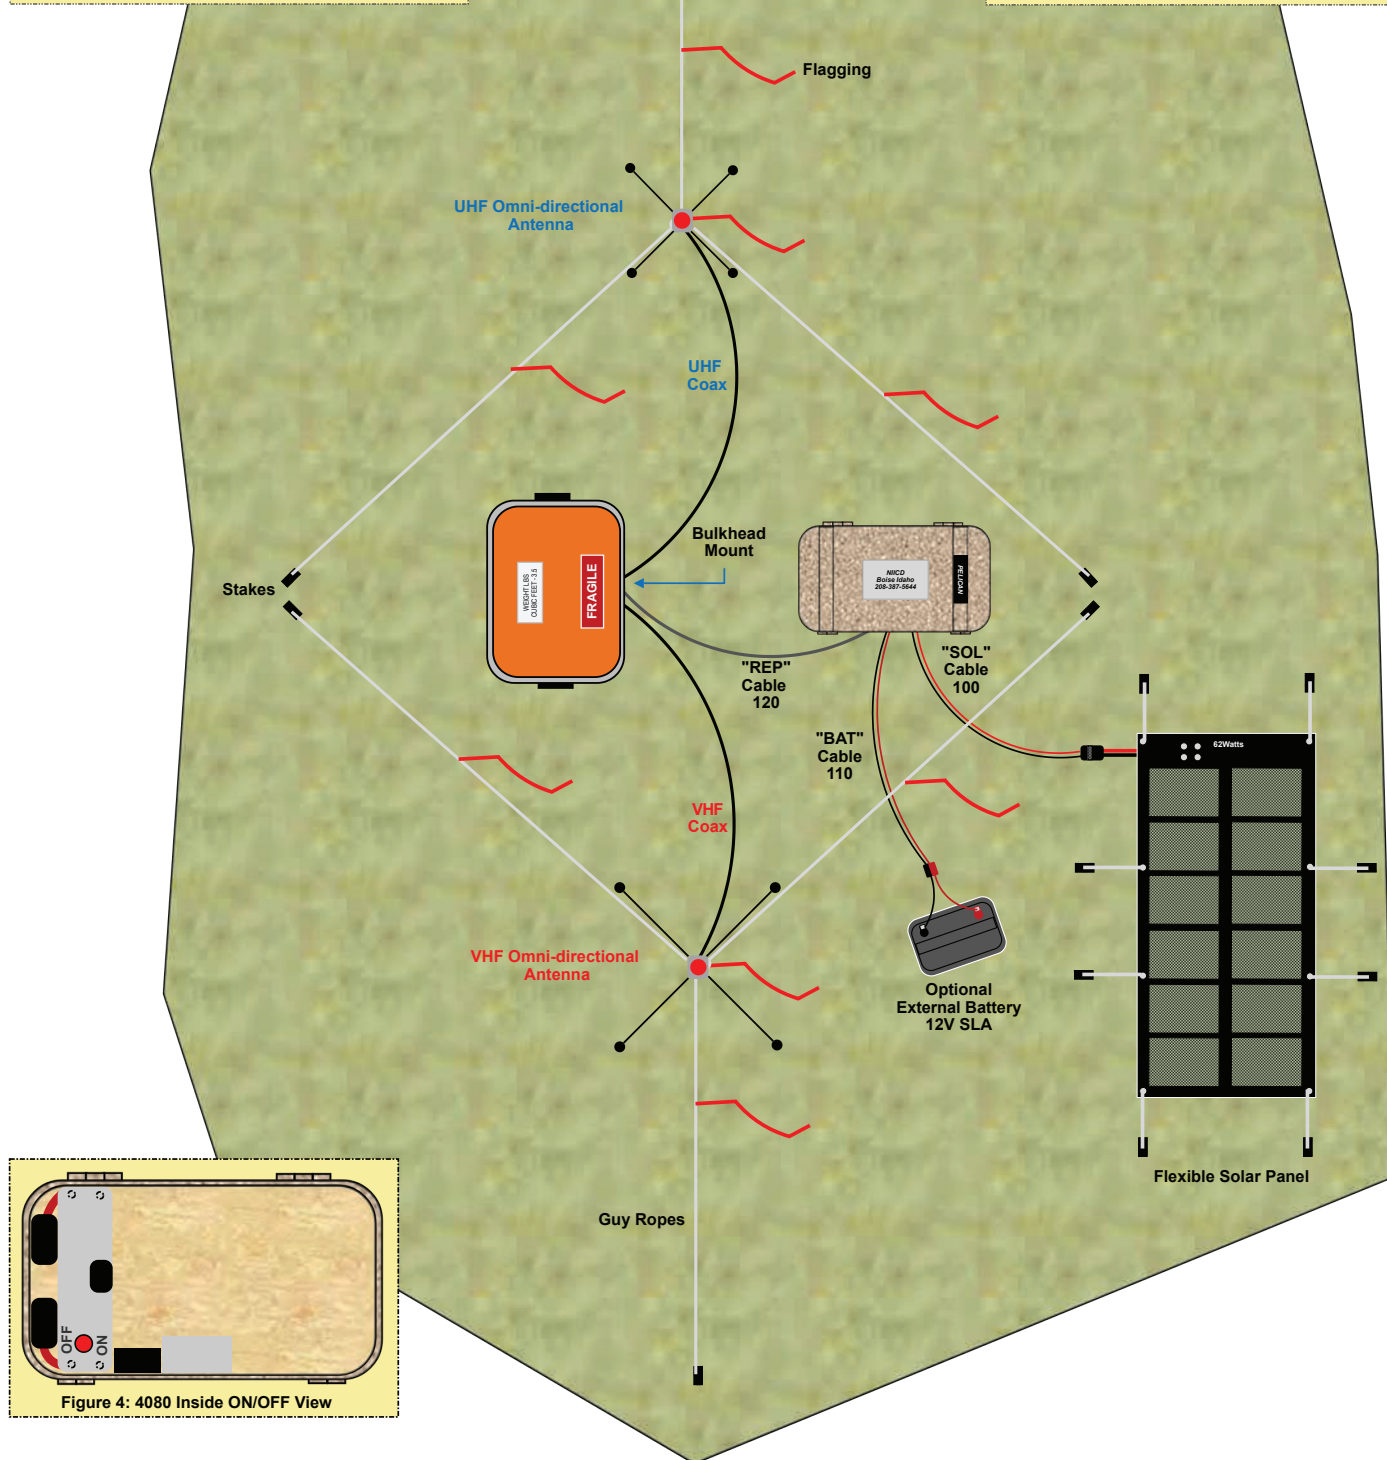 Flagging
UHF Omni-directional
Antenna
UHF
Coax
Bulkhead
Mount
Stakes
WEIGHT LBS
CUBIC FEET -3.5
FRAGILE
NIICD
Boise Idaho
208-387-5644
PELICAN
"REP"
Cable
120
"SOL"
Cable
100
"BAT"
Cable
110
62Watts
VHF
Coax
VHF Omni-directional
Antenna
Optional
External Battery
12V SLA
Flexible Solar Panel
Guy Ropes
OFF
ON
Figure 4: 4080 Inside ON/OFF View